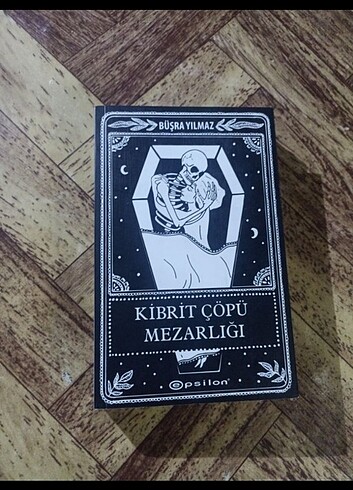 BÜŞRA YILMAZ
KİBRİT ÇÖPÜ
MEZARLIĞI
epsilon